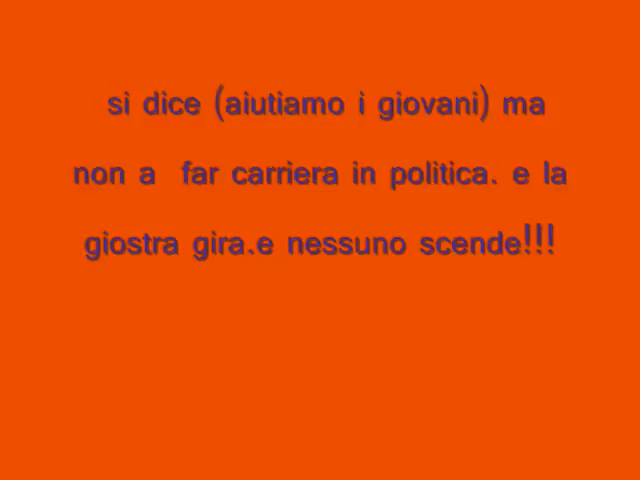 si dice (aiutiamo i giovani) ma
non a  far carriera in politica. e la
giostra gira.e nessuno scende!!!